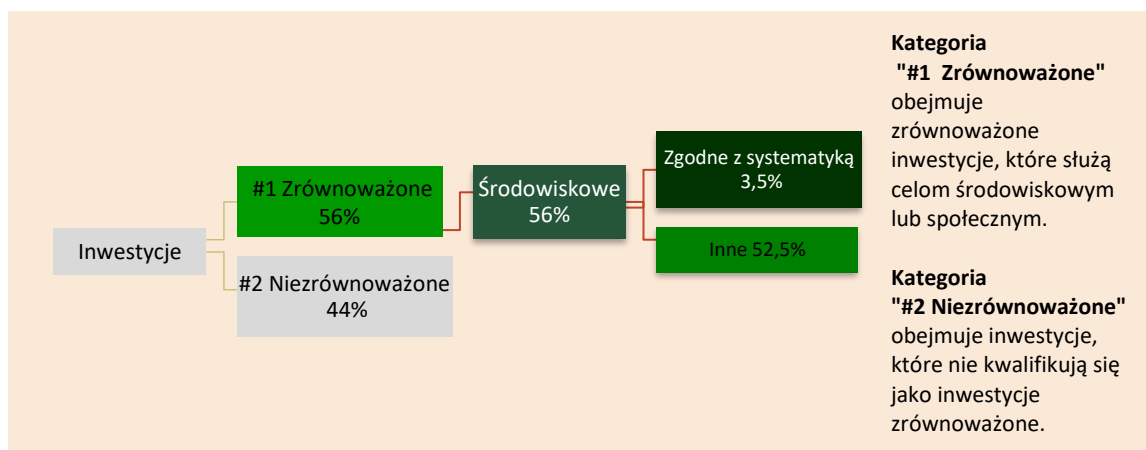 Inwestycje
#1 Zrównoważone
56%
#2 Niezrównoważone
44%
Środowiskowe
56%
Zgodne z systematyką
3,5%
Inne 52,5%
Kategoria
"#1 Zrównoważone"
obejmuje
zrównoważone
inwestycje, które służą
celom środowiskowym
lub społecznym.
Kategoria
"#2 Niezrównoważone"
obejmuje inwestycje,
które nie kwalifikują się
jako inwestycje
zrównoważone.